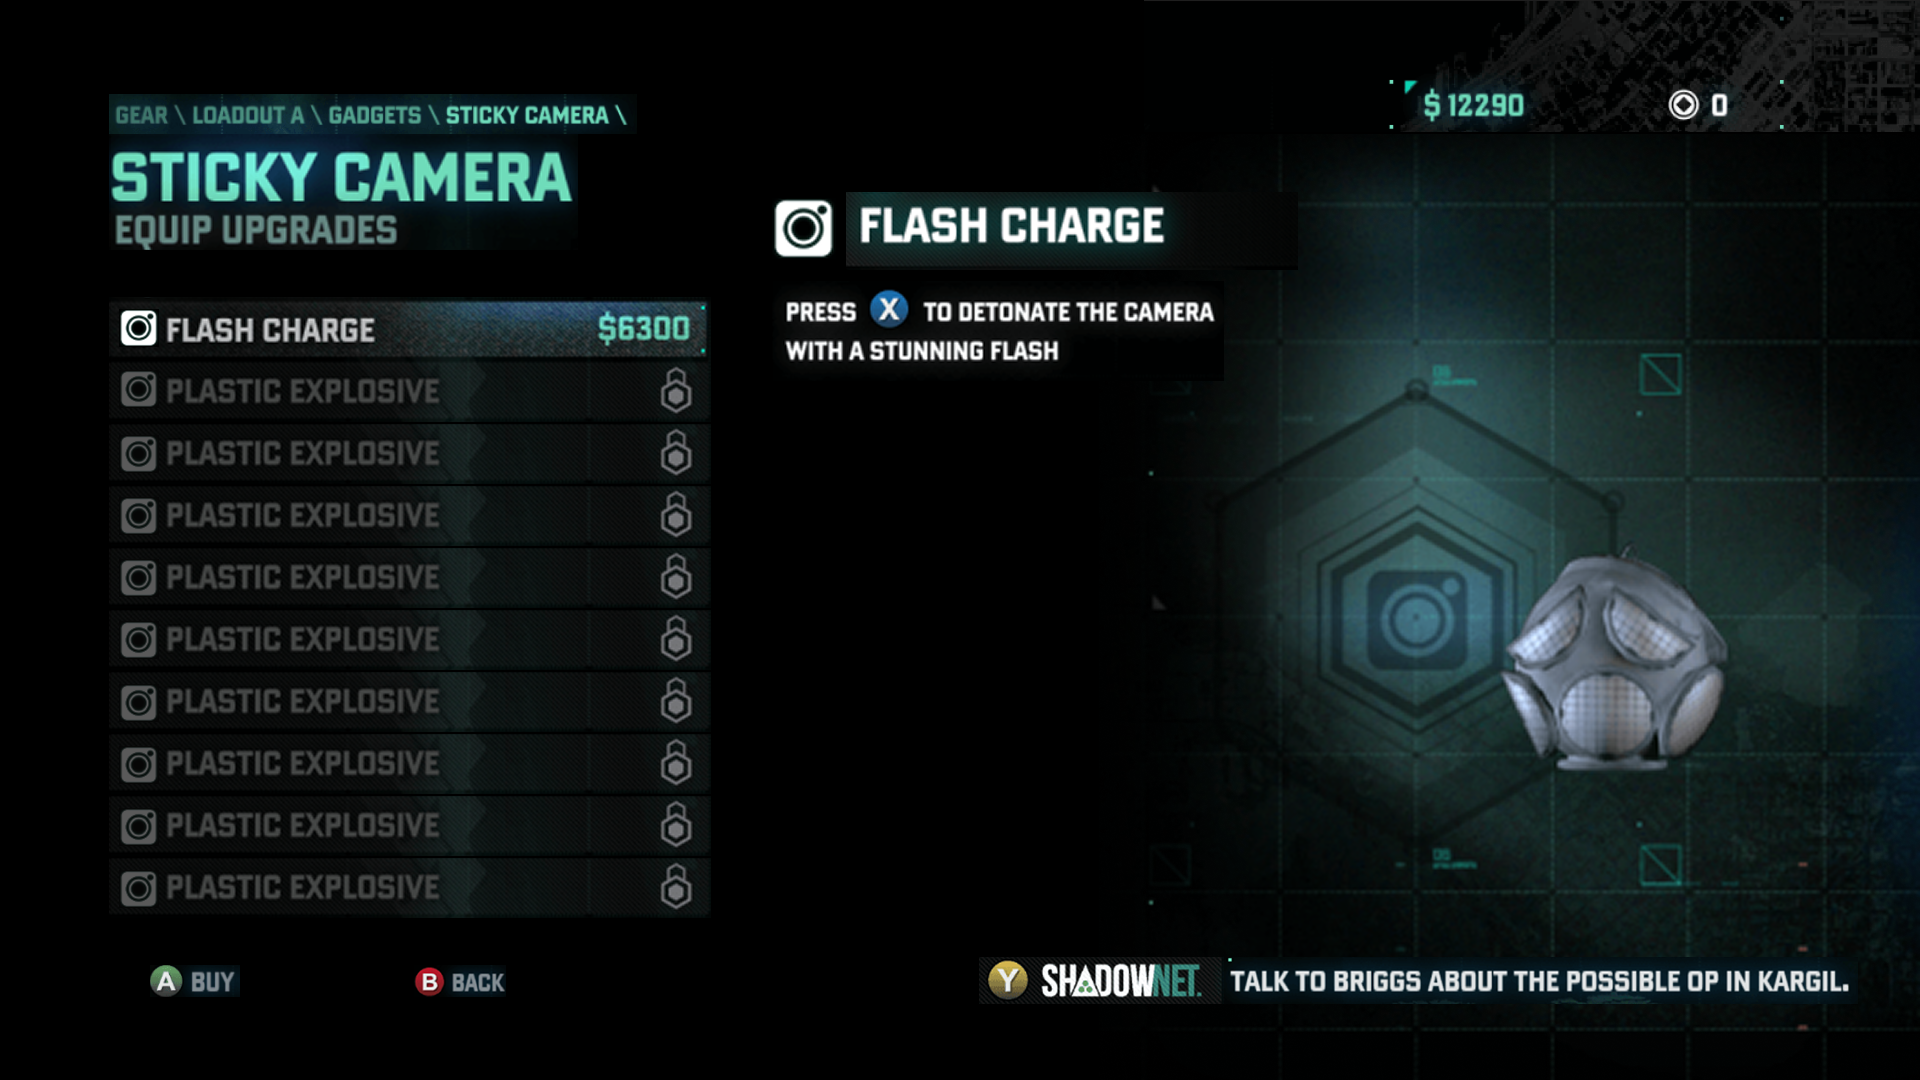 GEAR \ LOADOUT A \ GADGETS \ STICKY CAMERA \
$ 12290 0
STICKY CAMERA
EQUIP UPGRADES
FLASH CHARGE
PRESS X TO DETONATE THE CAMERA
WITH A STUNNING FLASH
FLASH CHARGE $6300
PLASTIC EXPLOSIVE
PLASTIC EXPLOSIVE
PLASTIC EXPLOSIVE
PLASTIC EXPLOSIVE
PLASTIC EXPLOSIVE
PLASTIC EXPLOSIVE
PLASTIC EXPLOSIVE
PLASTIC EXPLOSIVE
PLASTIC EXPLOSIVE
A BUY B BACK
Y SHADOWNET. TALK TO BRIGGS ABOUT THE POSSIBLE OP IN KARGIL.